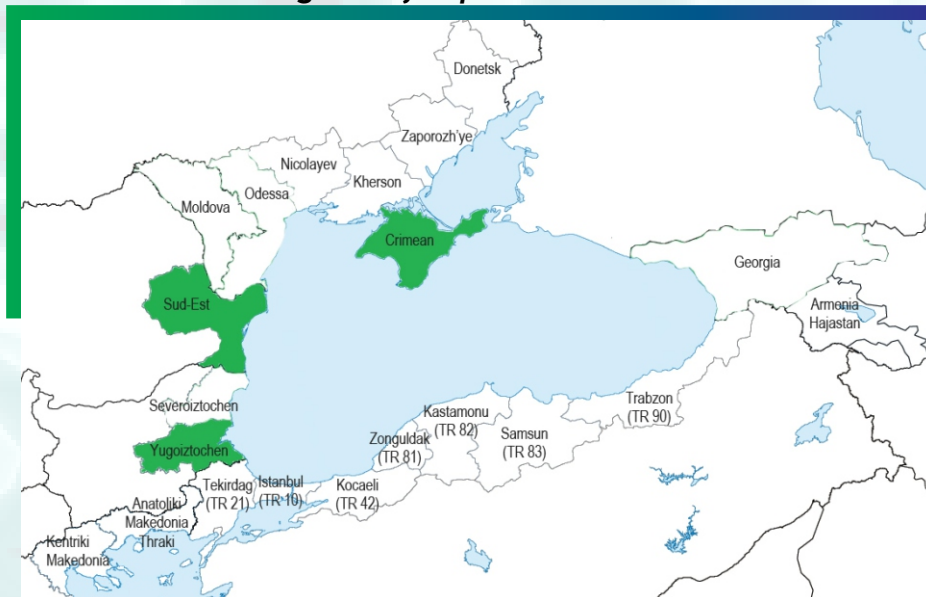 Donetsk
Zaporozh'ye
Nicolayev
Kherson
Odessa
Moldova
Crimean
Sud-Est
Georgia
Armonia
Hajastan
Severoiztochen
Yugoiztochen
Trabzon
(TR 90)
Kastamonu
(TR 82)
Samsun
(TR 83)
Zonguldak
(TR 81)
Tekirdag
(TR 21)
Istanbul
(TR 10)
Kocaeli
(TR 42)
Anatoliki
Makedonia
Thraki
Kentriki
Makedonia